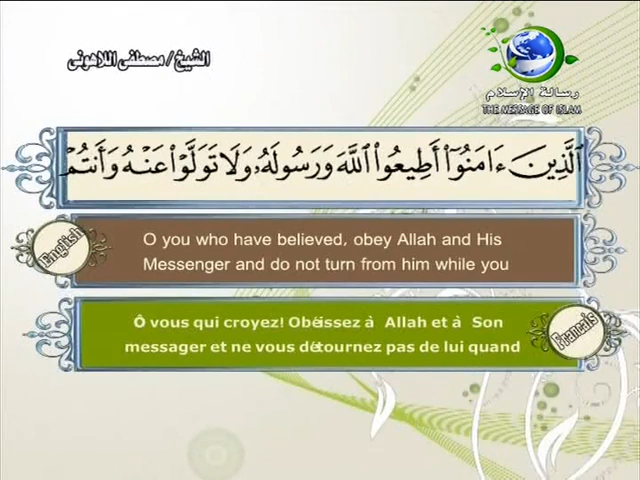 الشيخ / مصطفى اللاهونى
رسالة الإسلام
THE MESSAGE OF ISLAM
ٱلَّذِينَ ءَامَنُوٓا۟ أَطِيعُوا۟ ٱللَّهَ وَرَسُولَهُۥ وَلَا تَوَلَّوْا۟ عَنْهُ وَأَنتُمْ
English
O you who have believed, obey Allah and His
Messenger and do not turn from him while you
Ô vous qui croyez! Obéissez à Allah et à Son
messager et ne vous détournez pas de lui quand
Francais